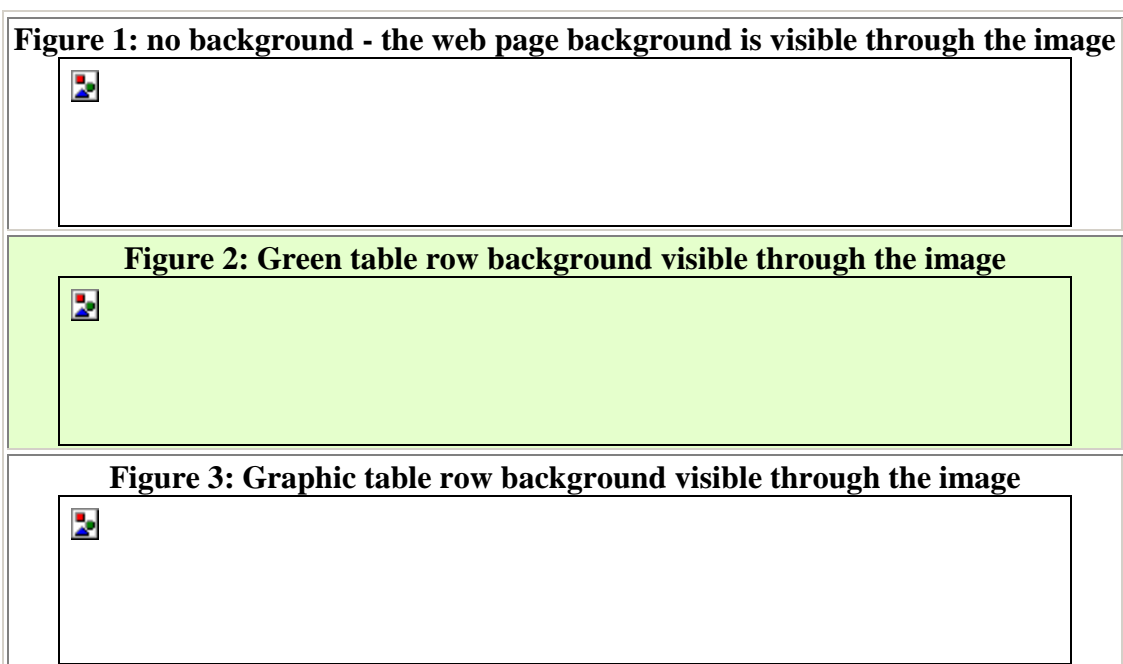 Figure 1: no background - the web page background is visible through the image
Figure 2: Green table row background visible through the image
Figure 3: Graphic table row background visible through the image